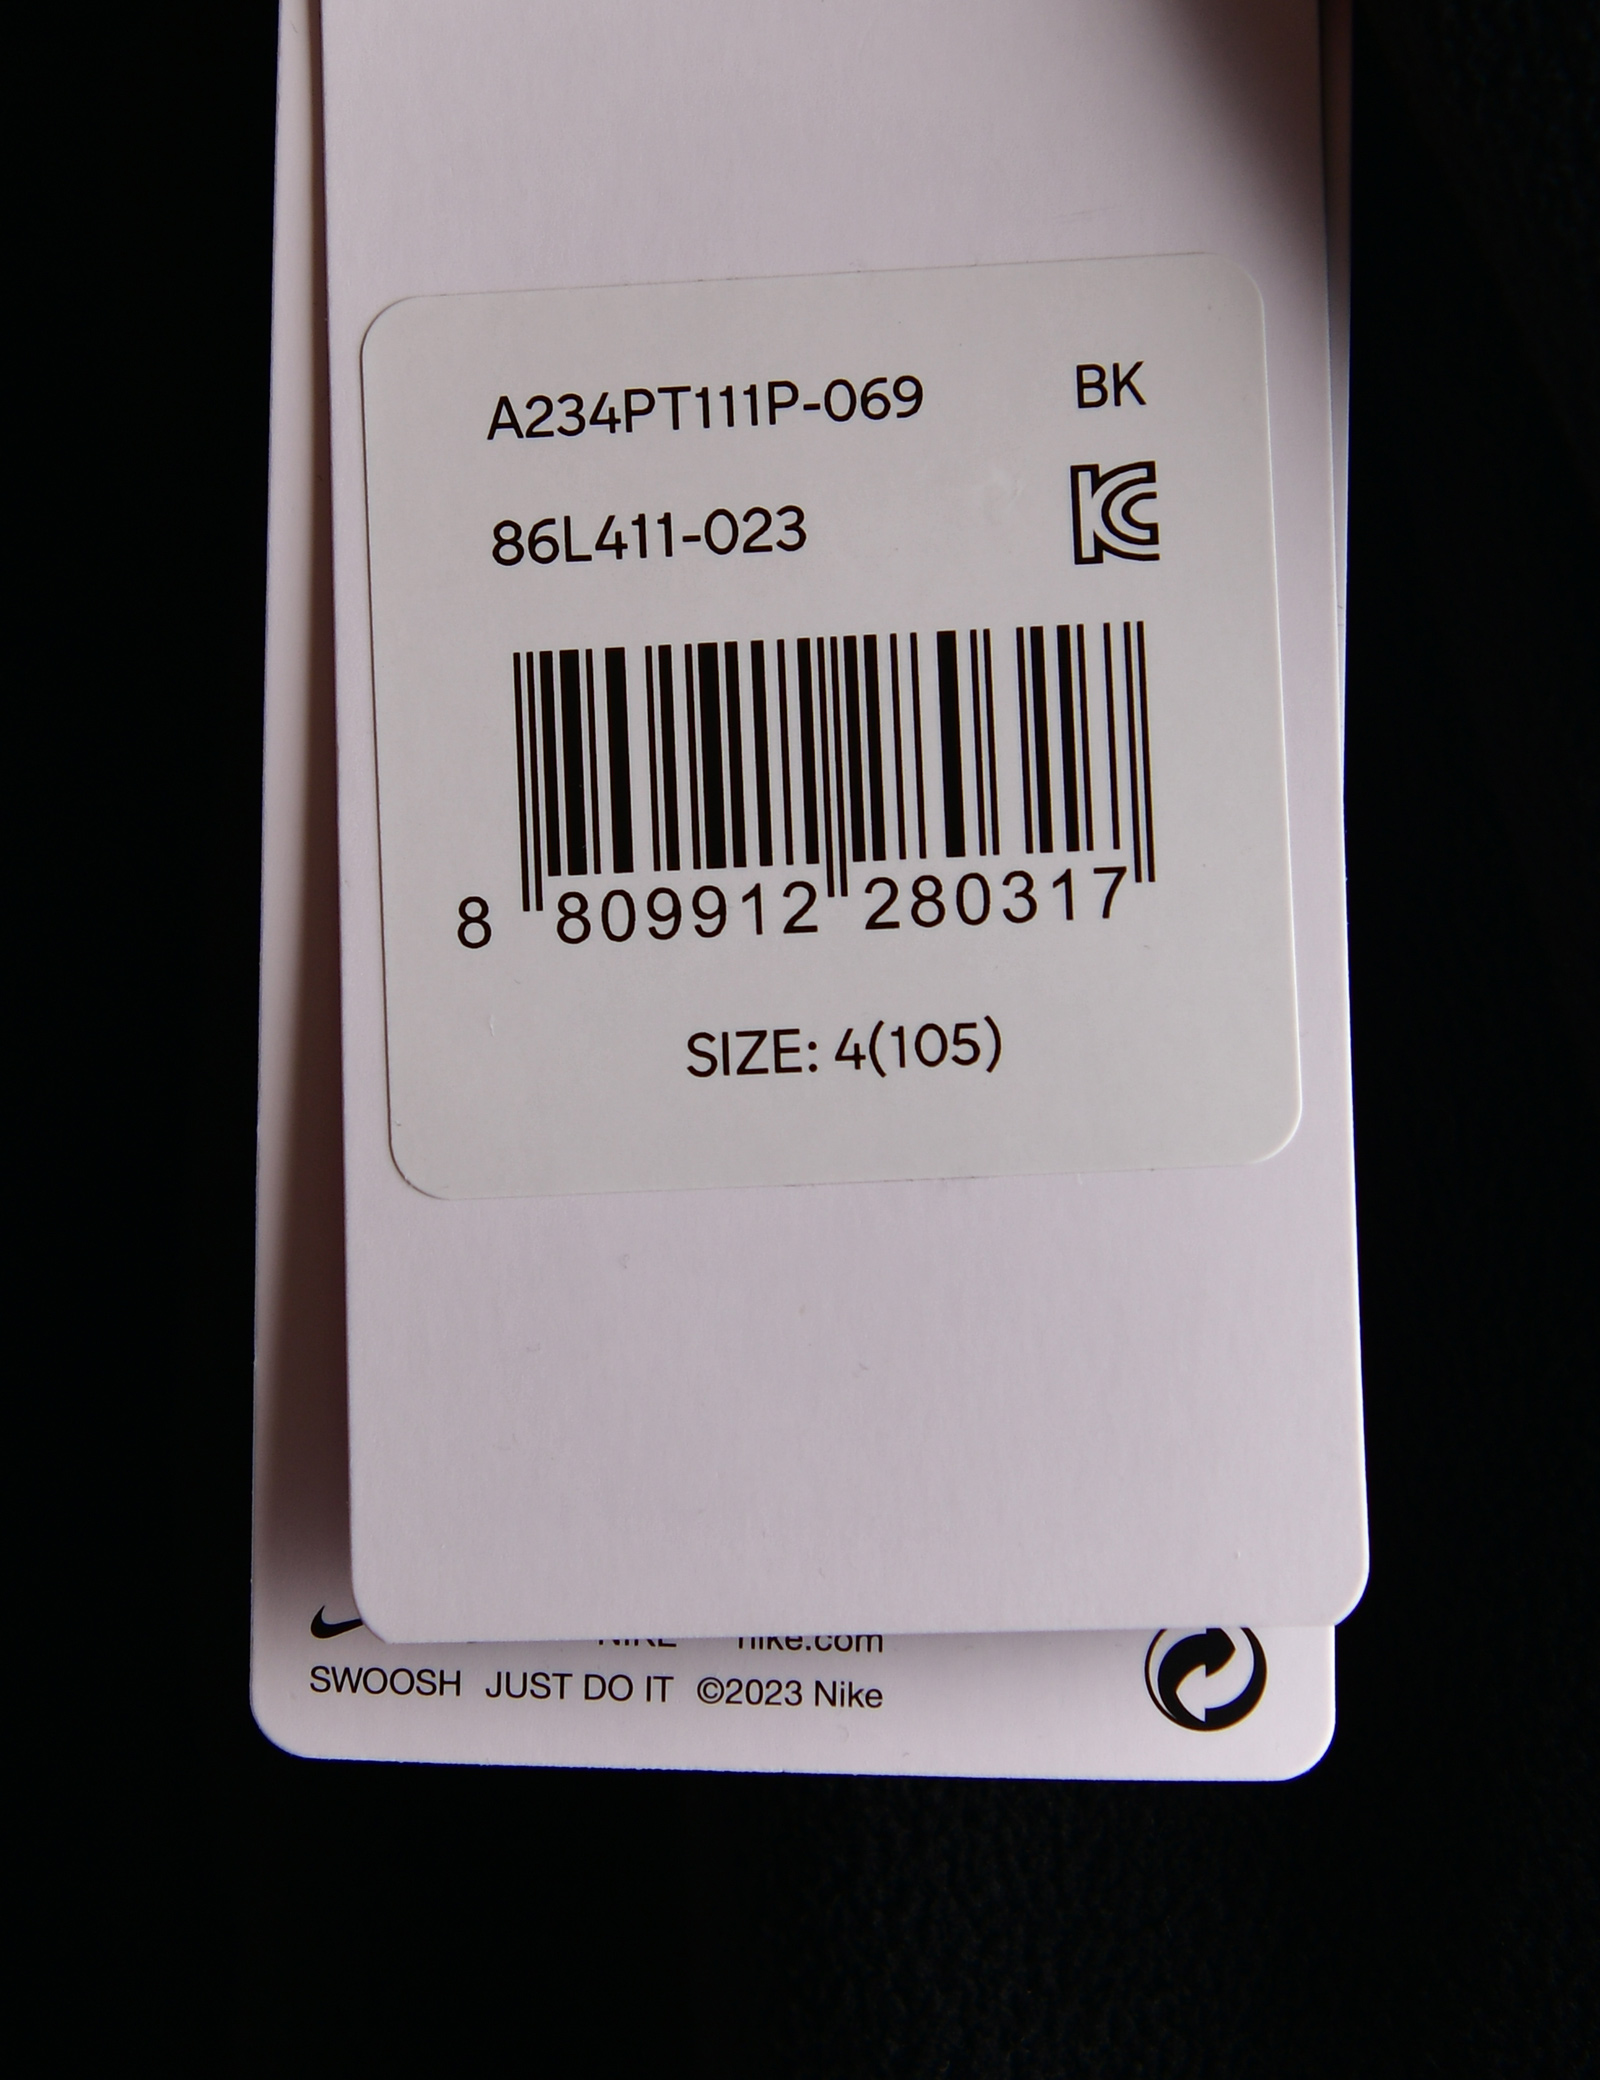 A234PT111P-069 BK
86L411-023
8 809912 280317
SIZE: 4(105)
NIKE nike.com
SWOOSH JUST DO IT ©2023 Nike